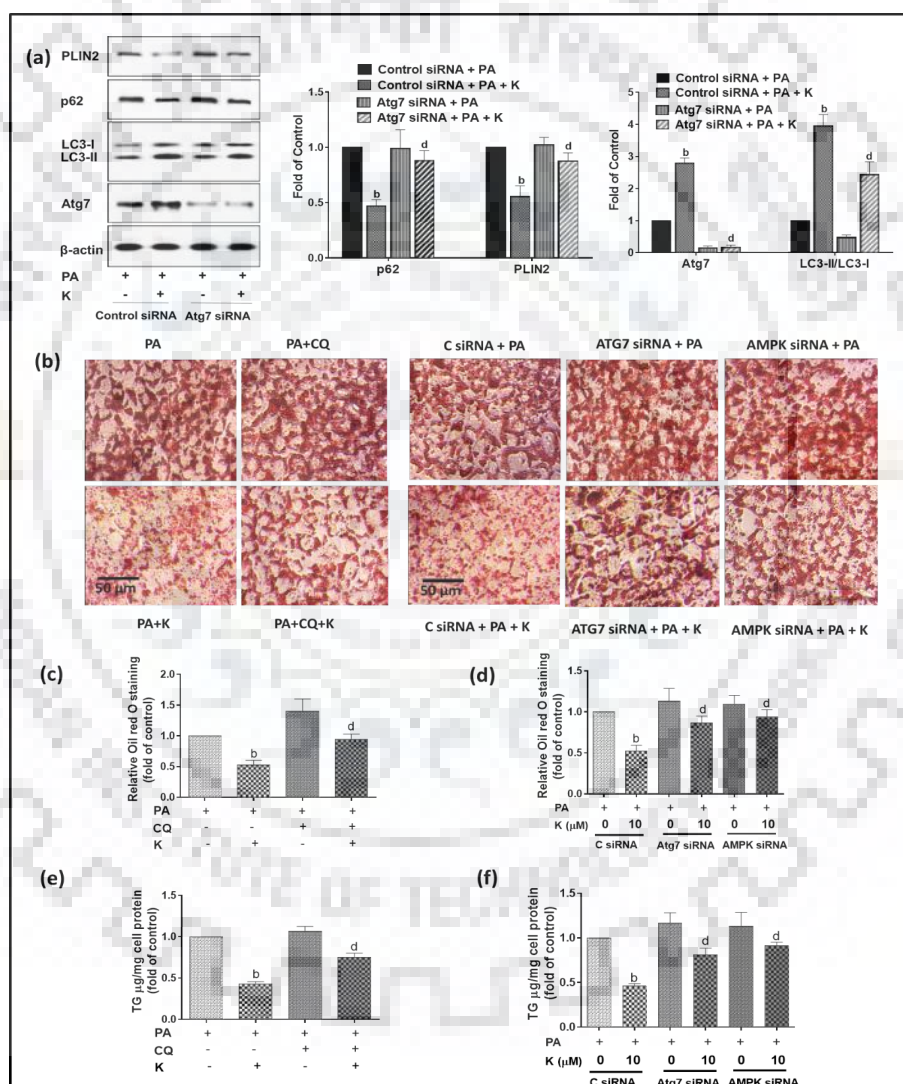 (a)
PLIN2
p62
LC3-I
LC3-II
Atg7
β-actin
PA + + + +
K - + - +
Control siRNA Atg7 siRNA
Control siRNA + PA
Control siRNA + PA + K
Atg7 siRNA + PA
Atg7 siRNA + PA + K
Fold of Control
1.5
1.0
0.5
0.0
b d b d
p62 PLIN2
Control siRNA + PA
Control siRNA + PA + K
Atg7 siRNA + PA
Atg7 siRNA + PA + K
Fold of Control
6
4
2
1
0
b d b d
Atg7 LC3-II/LC3-I
(b)
PA PA+CQ C siRNA + PA ATG7 siRNA + PA AMPK siRNA + PA
50 μm 50 μm
PA+K PA+CQ+K C siRNA + PA + K ATG7 siRNA + PA + K AMPK siRNA + PA + K
(c)
Relative Oil red O staining
(fold of control)
2.0
1.5
1.0
0.5
0.0
b d
PA + + + +
CQ - - + +
K - + - +
(d)
Relative Oil red O staining
(fold of control)
1.5
1.0
0.5
0.0
b d d
PA + + + + + +
K (μM) 0 10 0 10 0 10
C siRNA Atg7 siRNA AMPK siRNA
(e)
TG μg/mg cell protein
(fold of control)
1.5
1.0
0.5
0.0
b d
PA + + + +
CQ - - + +
K - + - +
(f)
TG μg/mg cell protein
(fold of control)
1.5
1.0
0.5
0.0
b d d
PA + + + + + +
K (μM) 0 10 0 10 0 10
C siRNA Atg7 siRNA AMPK siRNA